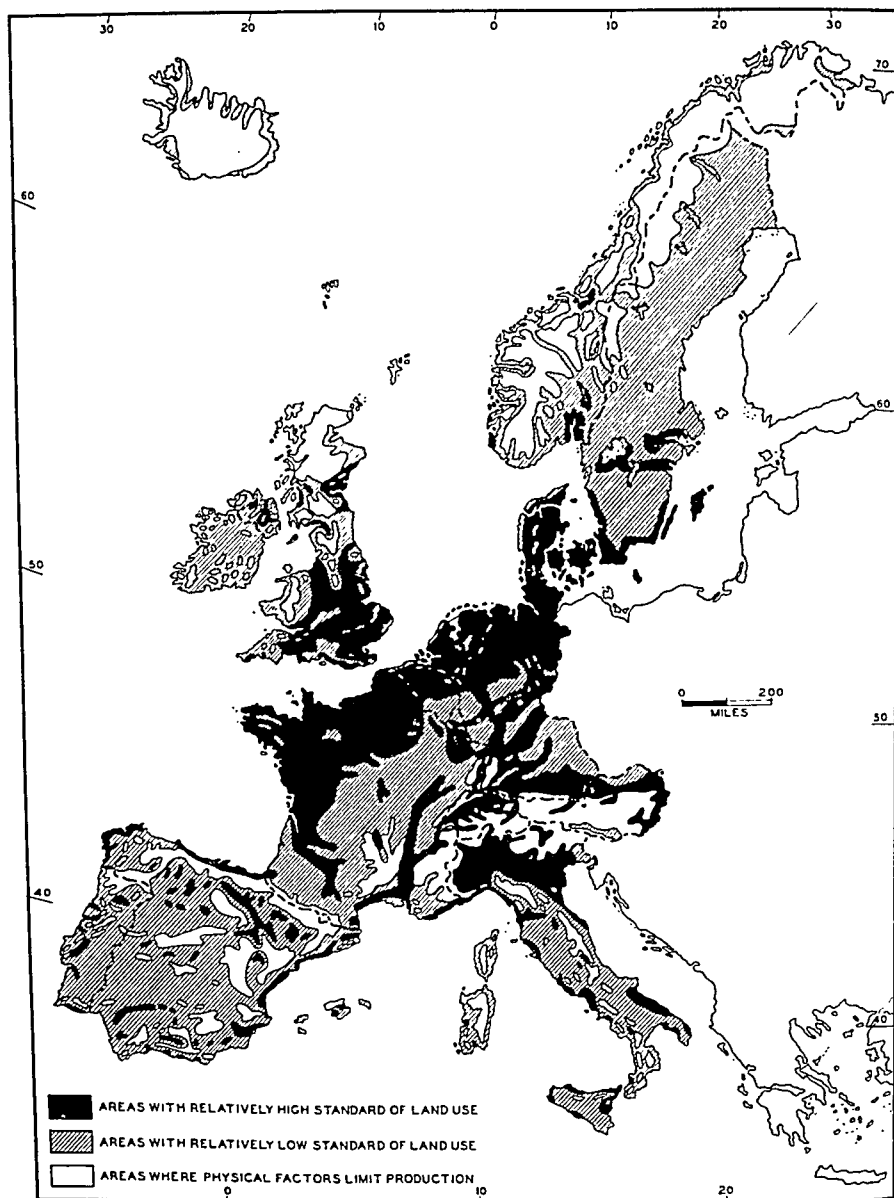 30 20 10 0 10 20 30
70
60
60
50
0 200
MILES
50
40
40
AREAS WITH RELATIVELY HIGH STANDARD OF LAND USE
AREAS WITH RELATIVELY LOW STANDARD OF LAND USE
AREAS WHERE PHYSICAL FACTORS LIMIT PRODUCTION
0 10 20